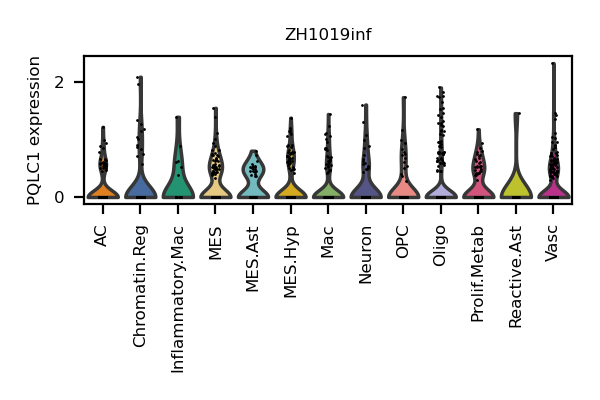 ZH1019inf
PQLC1 expression
2
0
AC
Chromatin.Reg
Inflammatory.Mac
MES
MES.Ast
MES.Hyp
Mac
Neuron
OPC
Oligo
Prolif.Metab
Reactive.Ast
Vasc